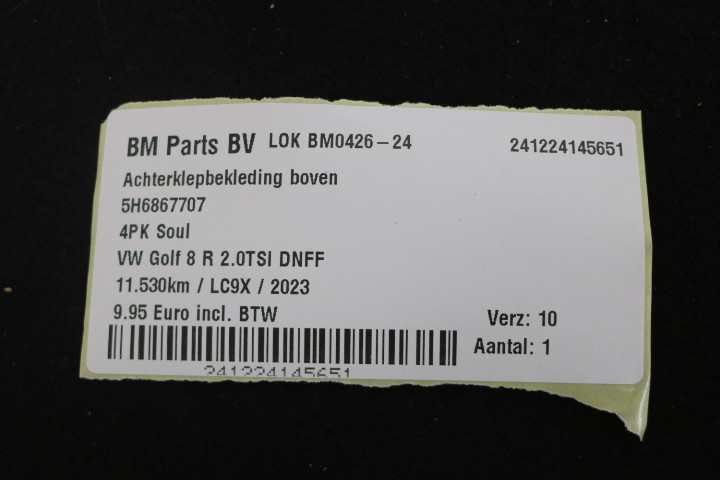 BM Parts BV LOK BM0426-24 241224145651
Achterklepbekleding boven
5H6867707
4PK Soul
VW Golf 8 R 2.0TSI DNFF
11.530km / LC9X / 2023
9.95 Euro incl. BTW
Verz: 10
Aantal: 1
241224145651